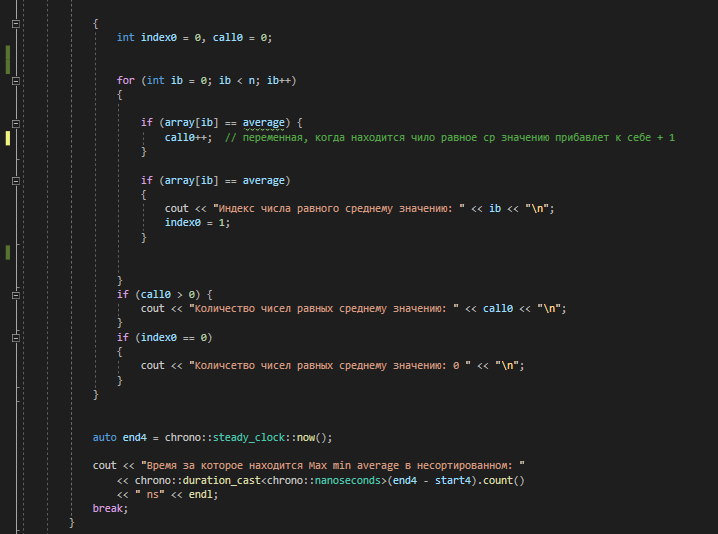 {
int index0 = 0, call0 = 0;
for (int ib = 0; ib < n; ib++)
{
if (array[ib] == average) {
call0++; // переменная, когда находится чило равное ср значению прибавлет к себе + 1
}
if (array[ib] == average)
{
cout << "Индекс числа равного среднему значению: " << ib << "\n";
index0 = 1;
}
}
if (call0 > 0) {
cout << "Количество чисел равных среднему значению: " << call0 << "\n";
}
if (index0 == 0)
{
cout << "Количсетво чисел равных среднему значению: 0 " << "\n";
}
}
auto end4 = chrono::steady_clock::now();
cout << "Время за которое находится Max min average в несортированном: "
<< chrono::duration_cast<chrono::nanoseconds>(end4 - start4).count()
<< " ns" << endl;
break;
}